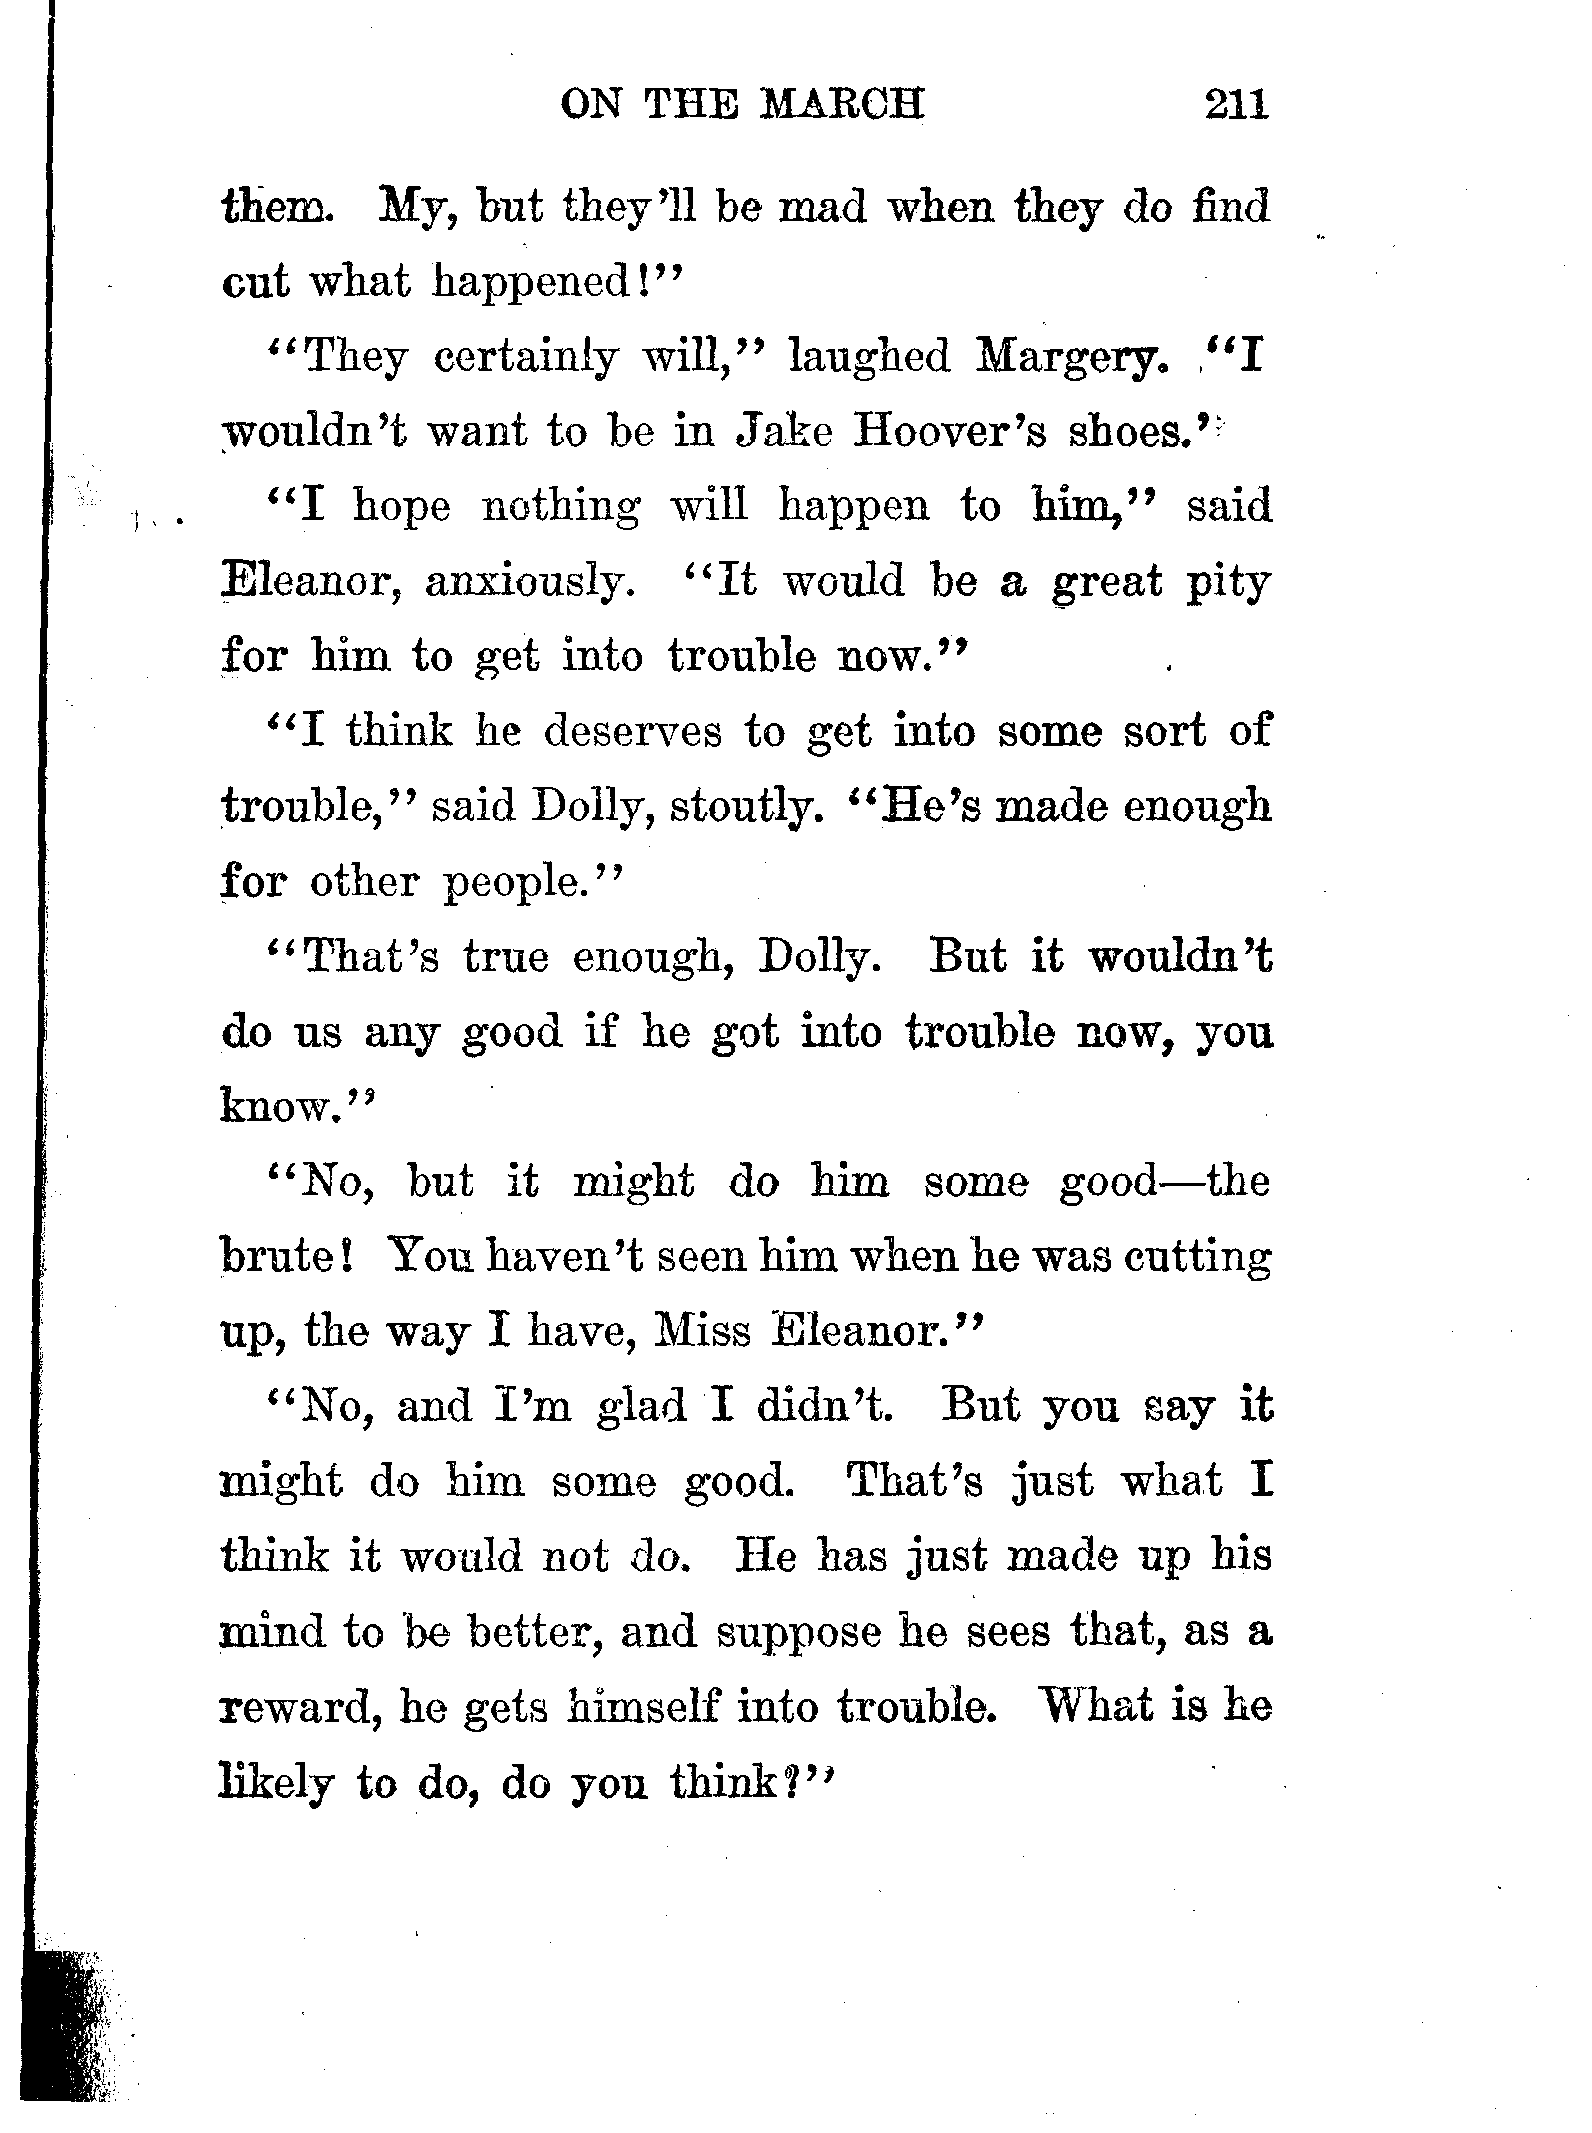 ON THE MARCH 211
them. My, but they'll be mad when they do find
cut what happened!"
"They certainly will," laughed Margery. "I
wouldn't want to be in Jake Hoover's shoes."
"I hope nothing will happen to him," said
Eleanor, anxiously. "It would be a great pity
for him to get into trouble now."
"I think he deserves to get into some sort of
trouble," said Dolly, stoutly. "He's made enough
for other people."
"That's true enough, Dolly. But it wouldn't
do us any good if he got into trouble now, you
know."
"No, but it might do him some good—the
brute! You haven't seen him when he was cutting
up, the way I have, Miss Eleanor."
"No, and I'm glad I didn't. But you say it
might do him some good. That's just what I
think it would not do. He has just made up his
mind to be better, and suppose he sees that, as a
reward, he gets himself into trouble. What is he
likely to do, do you think?"